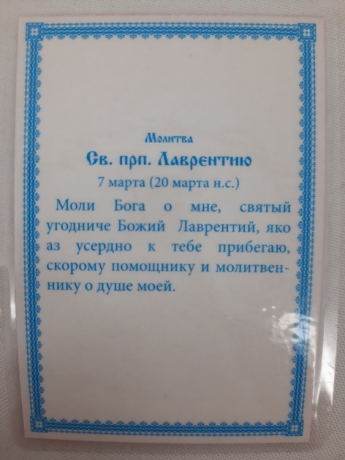 Молитва
Св. прп. Лаврентию
7 марта (20 марта н.с.)
Моли Бога о мне, святый
угодниче Божий Лаврентий, яко
аз усердно к тебе прибегаю,
скорому помощнику и молитвен-
нику о душе моей.